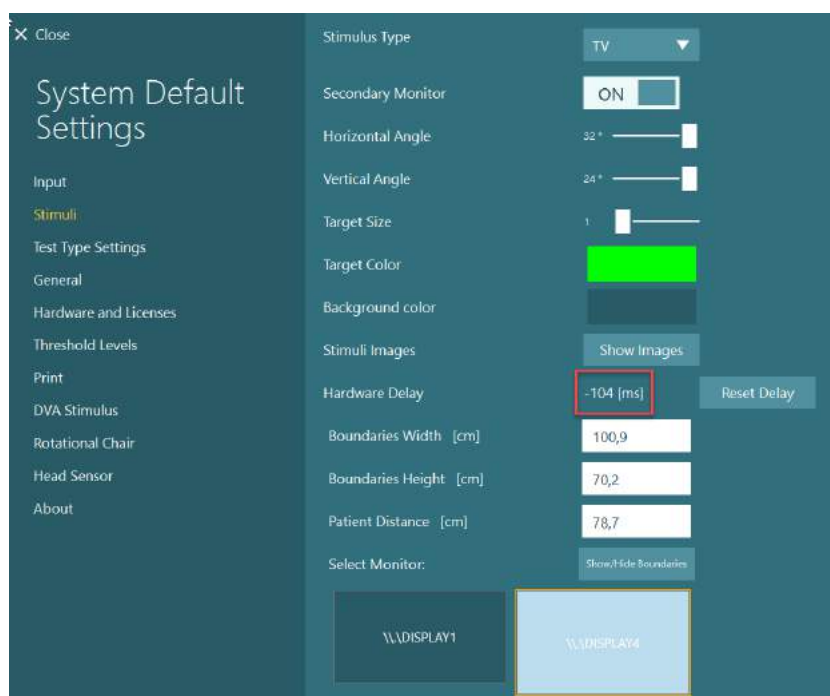 Close
System Default
Settings
Input
Stimuli
Test Type Settings
General
Hardware and Licenses
Threshold Levels
Print
DVA Stimulus
Rotational Chair
Head Sensor
About
Stimulus Type
TV
Secondary Monitor
ON
Horizontal Angle
32°
Vertical Angle
24°
Target Size
1
Target Color
Background color
Stimuli Images
Show Images
Hardware Delay
-104 [ms]
Reset Delay
Boundaries Width [cm]
100,9
Boundaries Height [cm]
70,2
Patient Distance [cm]
78,7
Select Monitor:
Show/Hide Boundaries
\\.\DISPLAY1
\\.\DISPLAY4